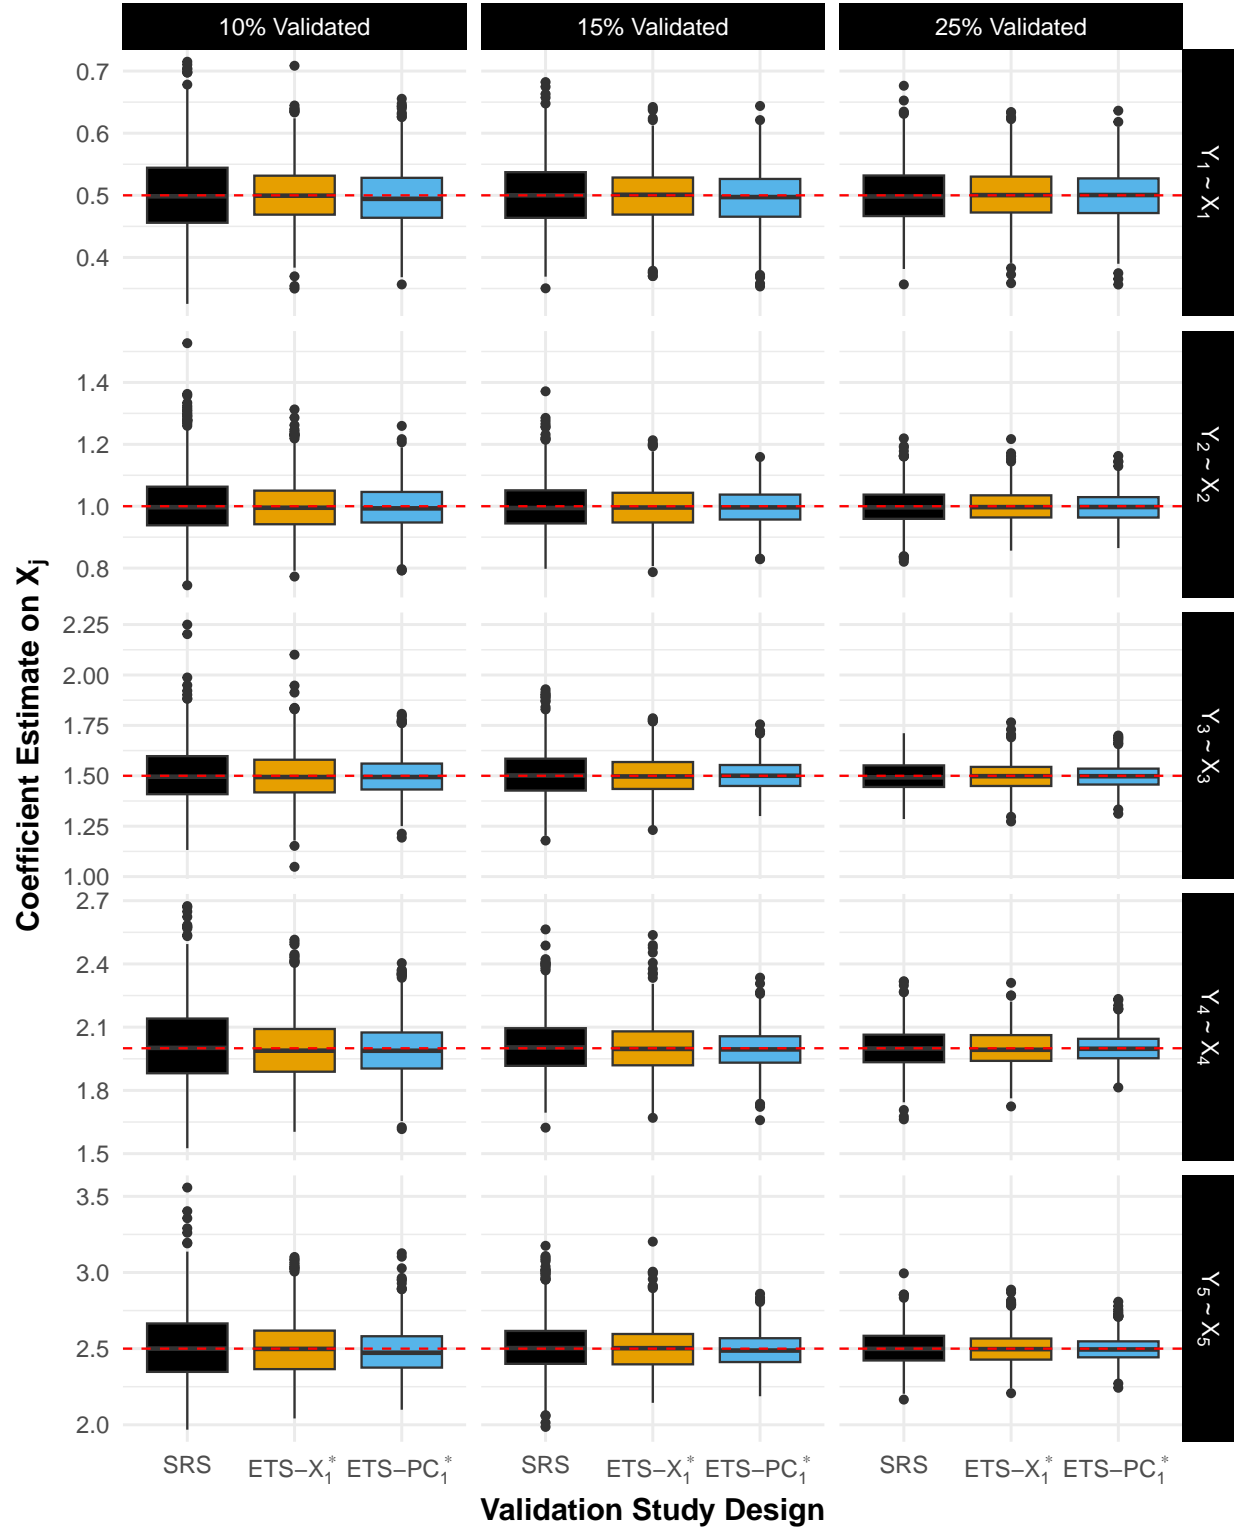 10% Validated 15% Validated 25% Validated
0.7
0.6
0.5
0.4
Y₁ ~ X₁
1.4
1.2
1.0
0.8
Y₂ ~ X₂
2.25
2.00
1.75
1.50
1.25
1.00
Y₃ ~ X₃
2.7
2.4
2.1
1.8
1.5
Y₄ ~ X₄
3.5
3.0
2.5
2.0
Y₅ ~ X₅
Coefficient Estimate on Xⱼ
SRS ETS−X₁* ETS−PC₁* SRS ETS−X₁* ETS−PC₁* SRS ETS−X₁* ETS−PC₁*
Validation Study Design